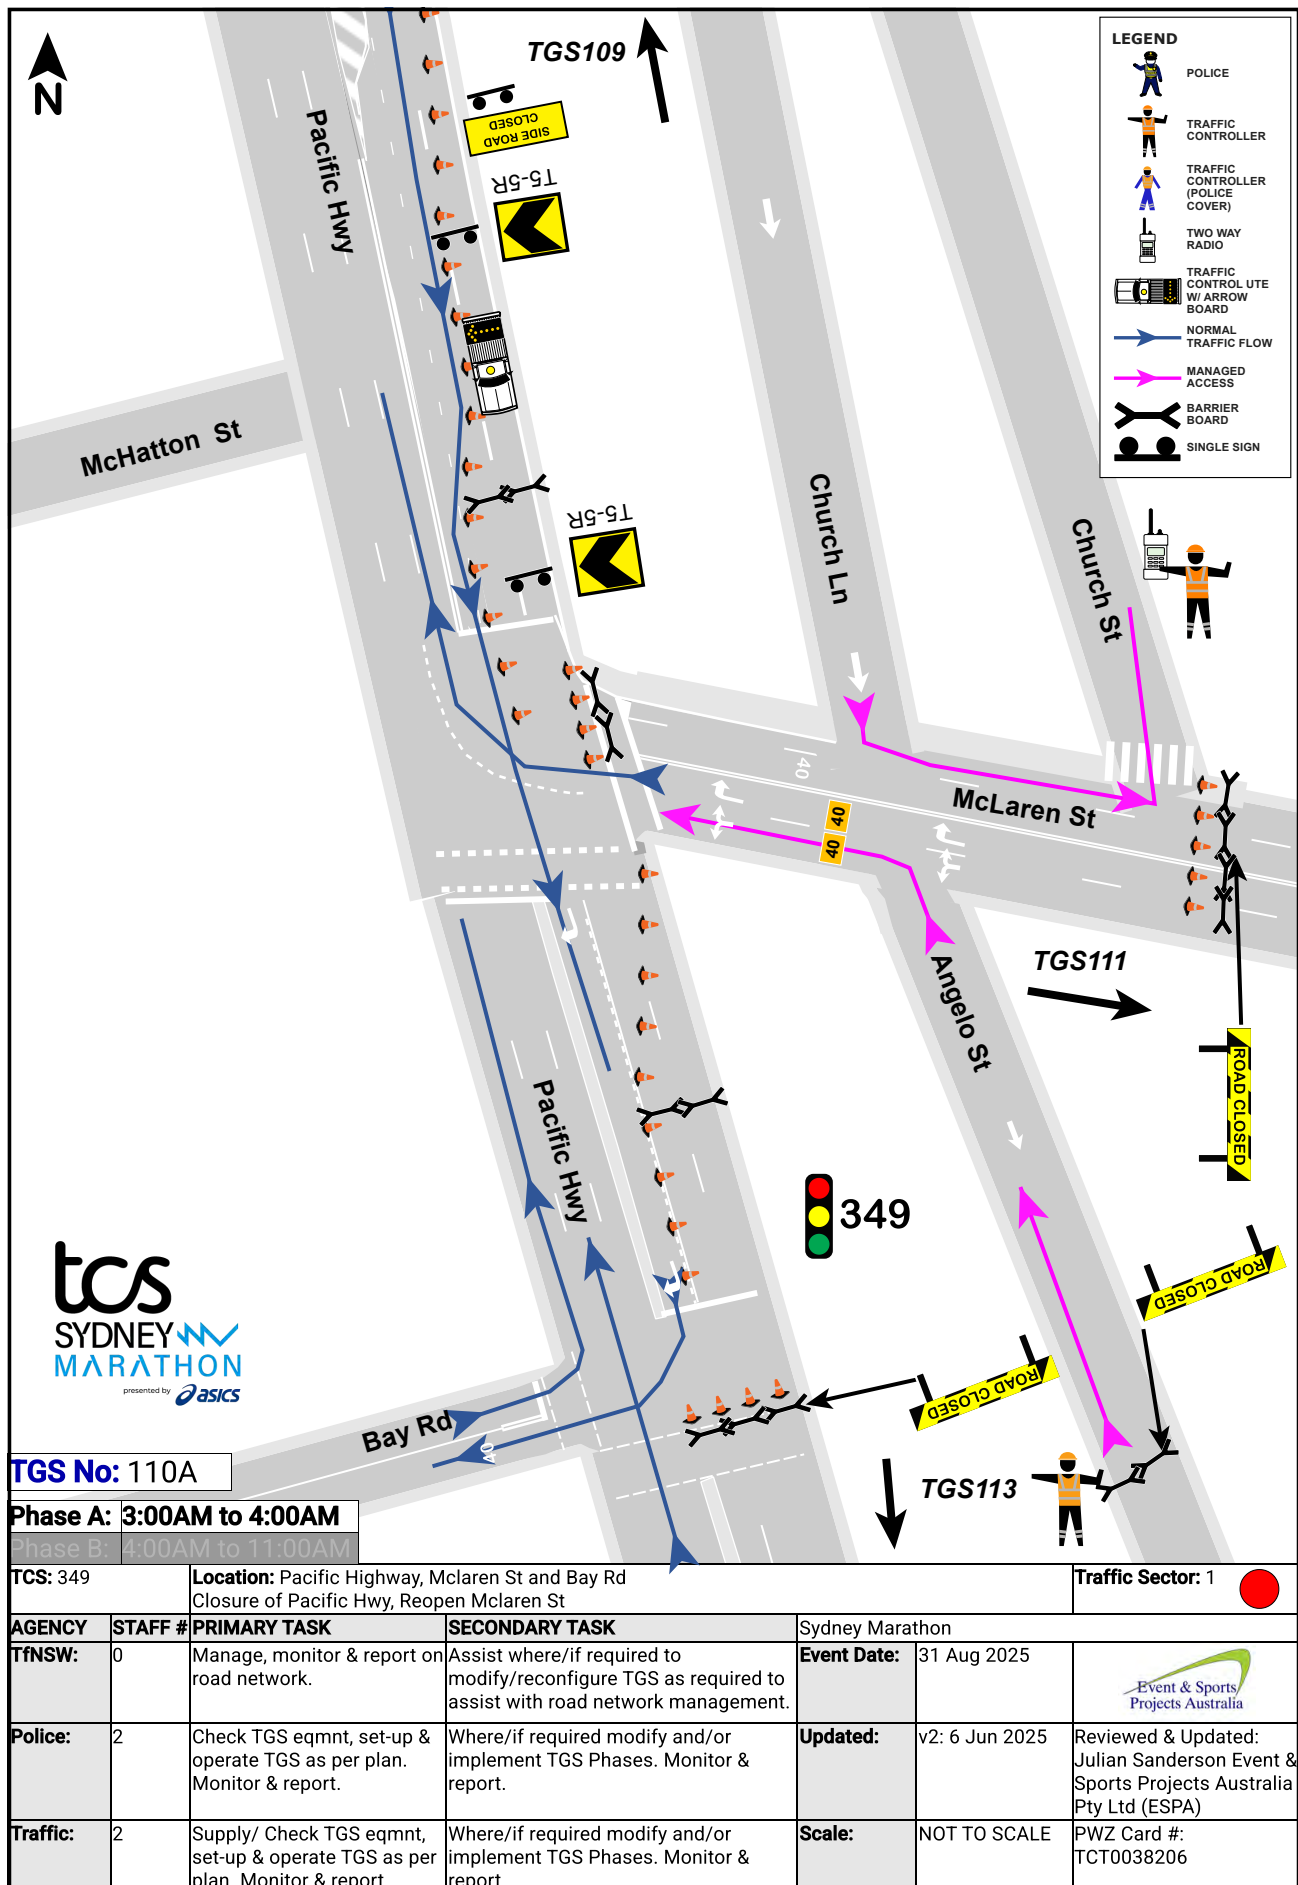 N
TGS109
SIDE ROAD
CLOSED
T5-5R
Pacific Hwy
LEGEND
POLICE
TRAFFIC
CONTROLLER
TRAFFIC
CONTROLLER
(POLICE
COVER)
TWO WAY
RADIO
TRAFFIC
CONTROL UTE
W/ ARROW
BOARD
NORMAL
TRAFFIC FLOW
MANAGED
ACCESS
BARRIER
BOARD
SINGLE SIGN
McHatton St
T5-5R
Church Ln
Church St
40
McLaren St
40
40
TGS111
Angelo St
ROAD CLOSED
Pacific Hwy
349
ROAD CLOSED
ROAD CLOSED
tcs
SYDNEY
MARATHON
presented by asics
Bay Rd
40
TGS113
TGS No: 110A
Phase A: 3:00AM to 4:00AM
Phase B: 4:00AM to 11:00AM
TCS: 349
Location: Pacific Highway, Mclaren St and Bay Rd
Closure of Pacific Hwy, Reopen Mclaren St
Traffic Sector: 1
AGENCY STAFF # PRIMARY TASK SECONDARY TASK Sydney Marathon
TfNSW: 0
Manage, monitor & report on
road network.
Assist where/if required to
modify/reconfigure TGS as required to
assist with road network management.
Event Date: 31 Aug 2025
Event & Sports
Projects Australia
Police: 2
Check TGS eqmnt, set-up &
operate TGS as per plan.
Monitor & report.
Where/if required modify and/or
implement TGS Phases. Monitor &
report.
Updated: v2: 6 Jun 2025
Reviewed & Updated:
Julian Sanderson Event &
Sports Projects Australia
Pty Ltd (ESPA)
Traffic: 2
Supply/ Check TGS eqmnt,
set-up & operate TGS as per
plan. Monitor & report
Where/if required modify and/or
implement TGS Phases. Monitor &
report
Scale: NOT TO SCALE
PWZ Card #:
TCT0038206